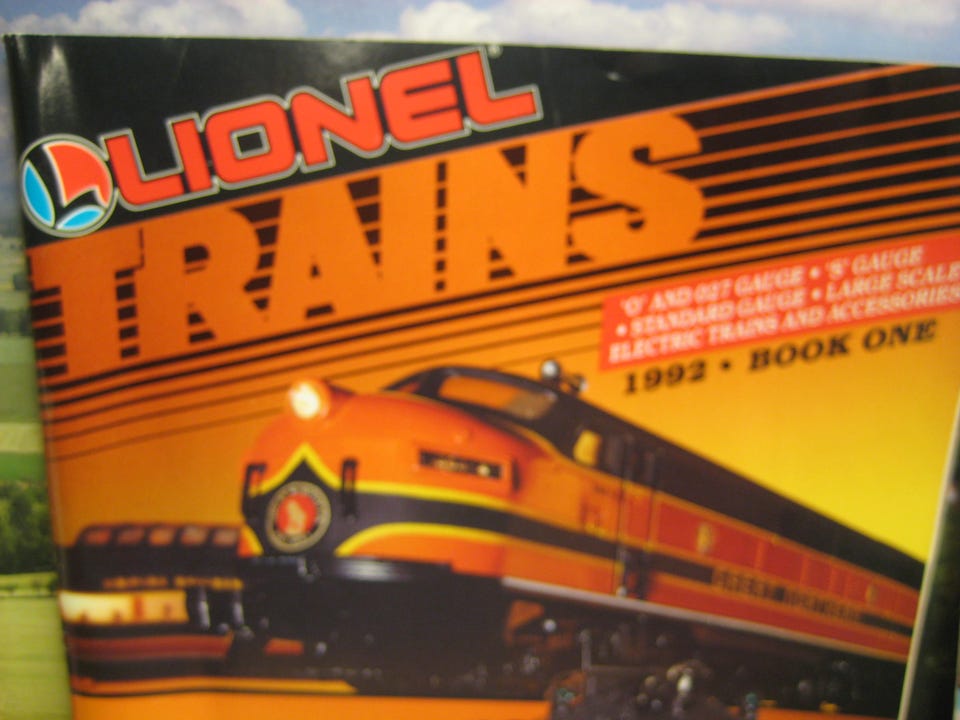 LIONEL
TRAINS
'O' AND 027 GAUGE • 'S' GAUGE
• STANDARD GAUGE • LARGE SCALE
ELECTRIC TRAINS AND ACCESSORIES
1992 • BOOK ONE